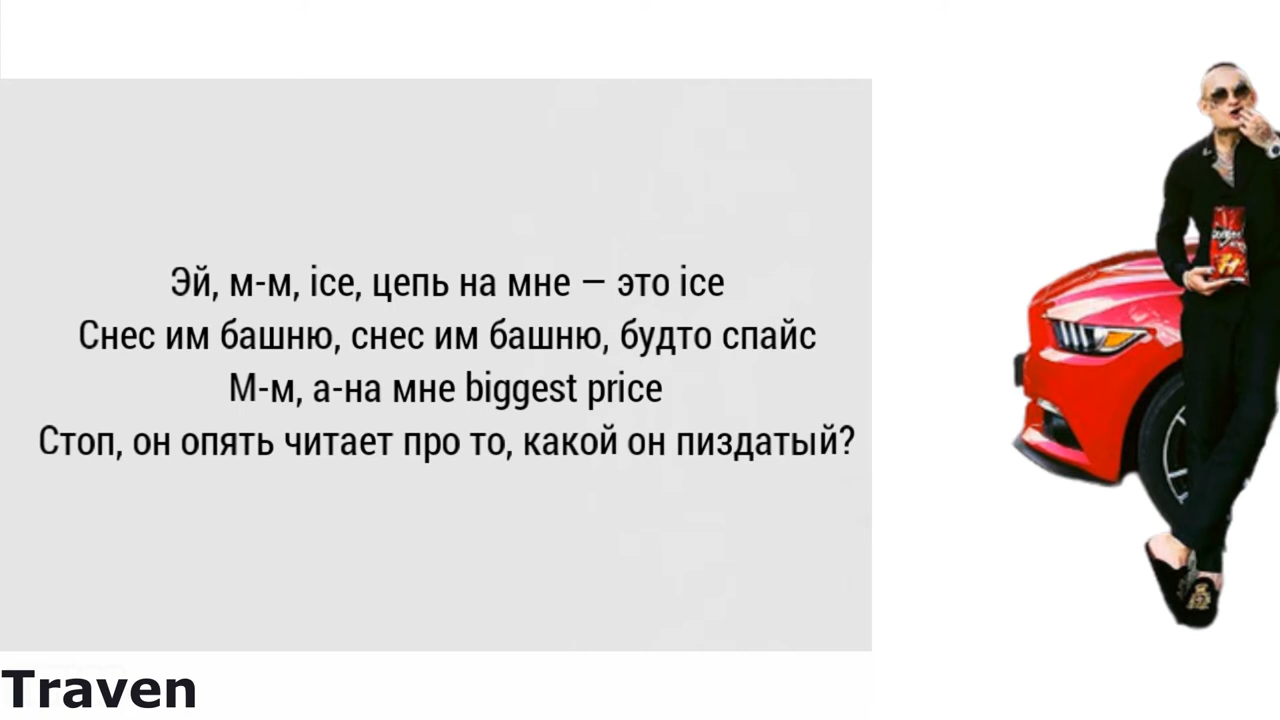 Эй, м-м, ice, цепь на мне — это ice
Снес им башню, снес им башню, будто спайс
М-м, а-на мне biggest price
Стоп, он опять читает про то, какой он пиздатый?
Traven